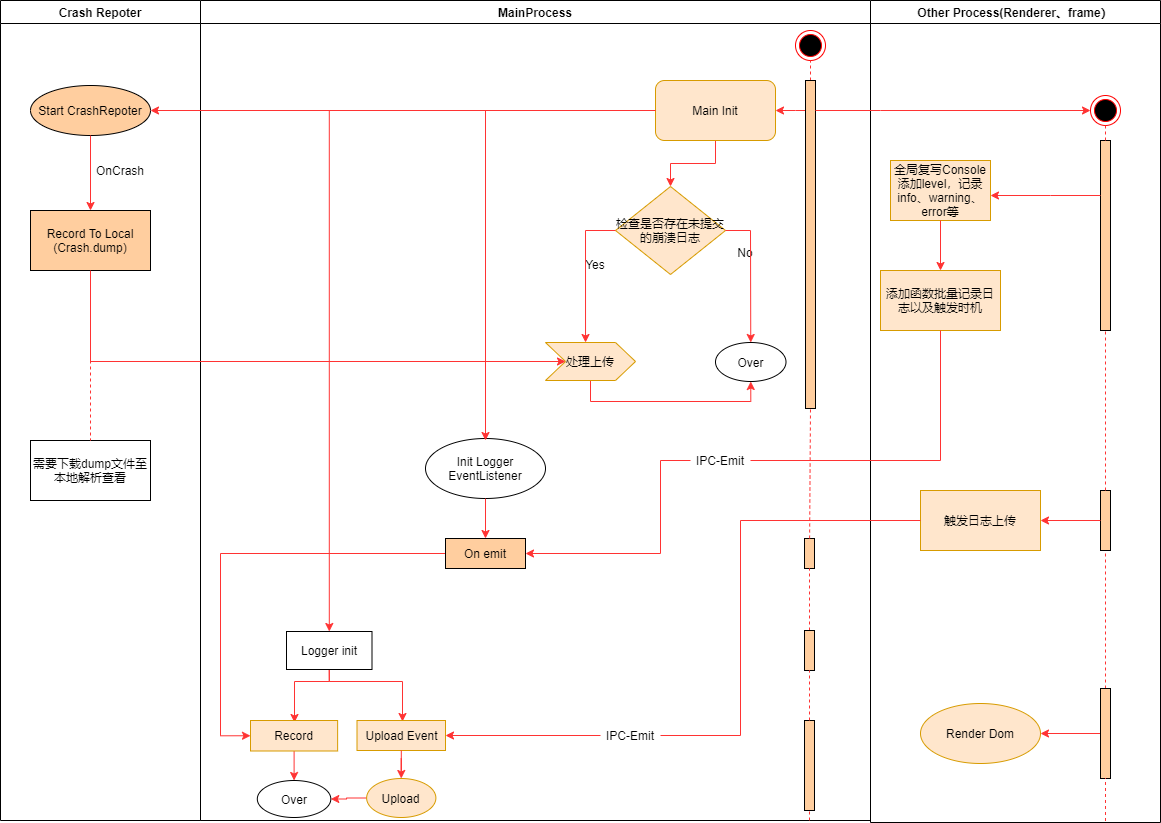 Crash Repoter
MainProcess
Other Process(Renderer、frame)
Start CrashRepoter
Main Init
OnCrash
全局复写Console
添加level，记录
info、warning、
error等
Record To Local
(Crash.dump)
检查是否存在未提交
的崩溃日志
Yes
No
添加函数批量记录日
志以及触发时机
处理上传
Over
需要下载dump文件至
本地解析查看
Init Logger
EventListener
IPC-Emit
触发日志上传
On emit
Logger init
Record
Upload Event
IPC-Emit
Render Dom
Over
Upload